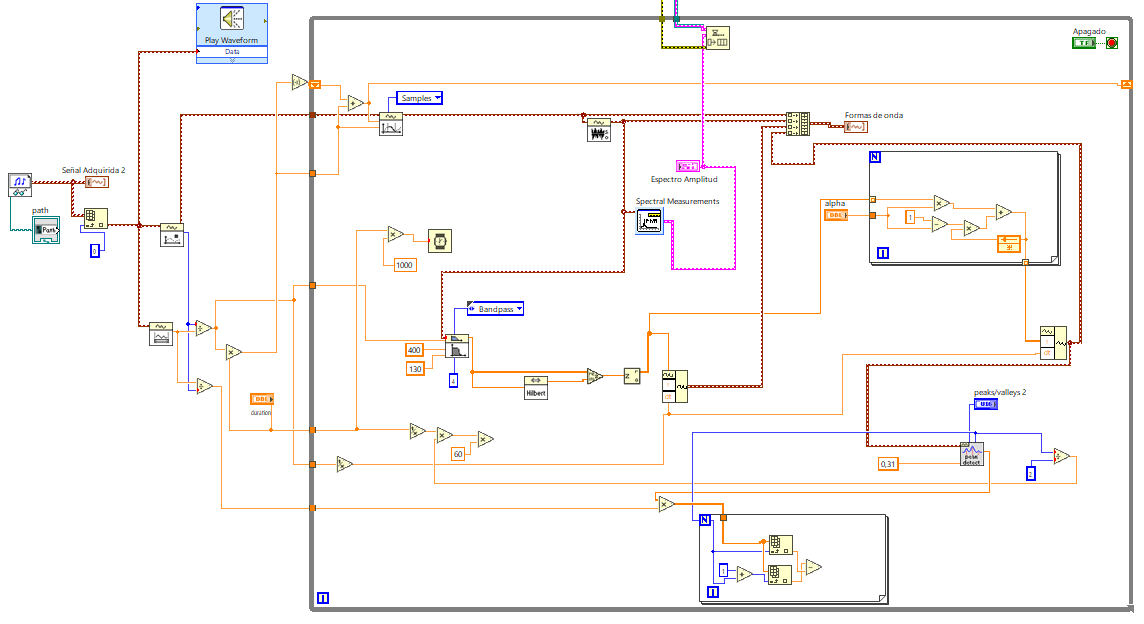 Play Waveform
Data
Apagado
TF
Samples
Formas de onda
Señal Adquirida 2
path
Path
0
Espectro Amplitud
Spectral Measurements
N
alpha
DBL
1
i
1000
Bandpass
400
130
4
Hilbert
DBL
duration
60
peaks/valleys 2
U16
peak
detect
0,31
2
N
1
i
i